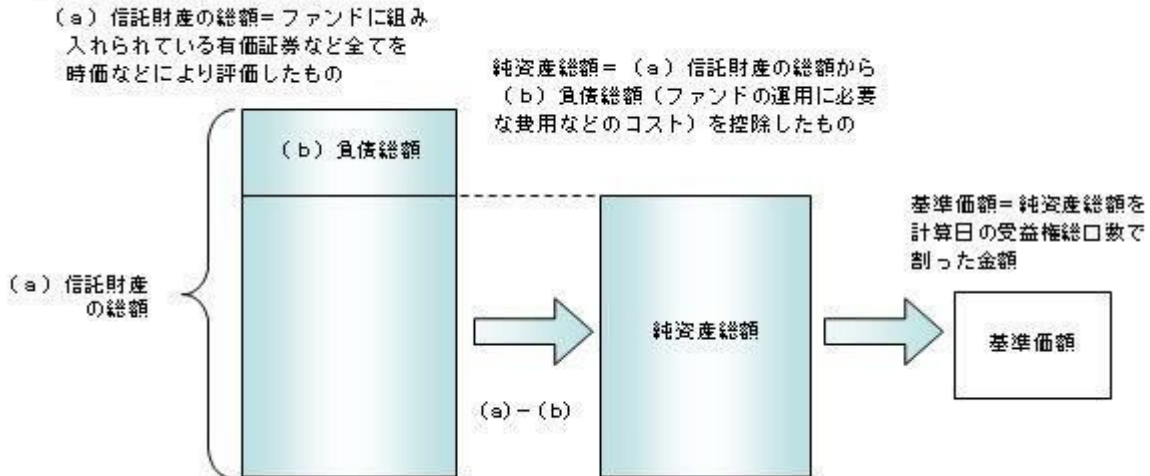 (a) 信託財産の総額=ファンドに組み
入れられている有価証券など全てを
時価などにより評価したもの
純資産総額= (a) 信託財産の総額から
(b) 負債総額(ファンドの運用に必要
な費用などのコスト)を控除したもの
(b) 負債総額
基準価額=純資産総額を
計算日の受益権総口数で
割った金額
(a) 信託財産
の総額
純資産総額
基準価額
(a)-(b)